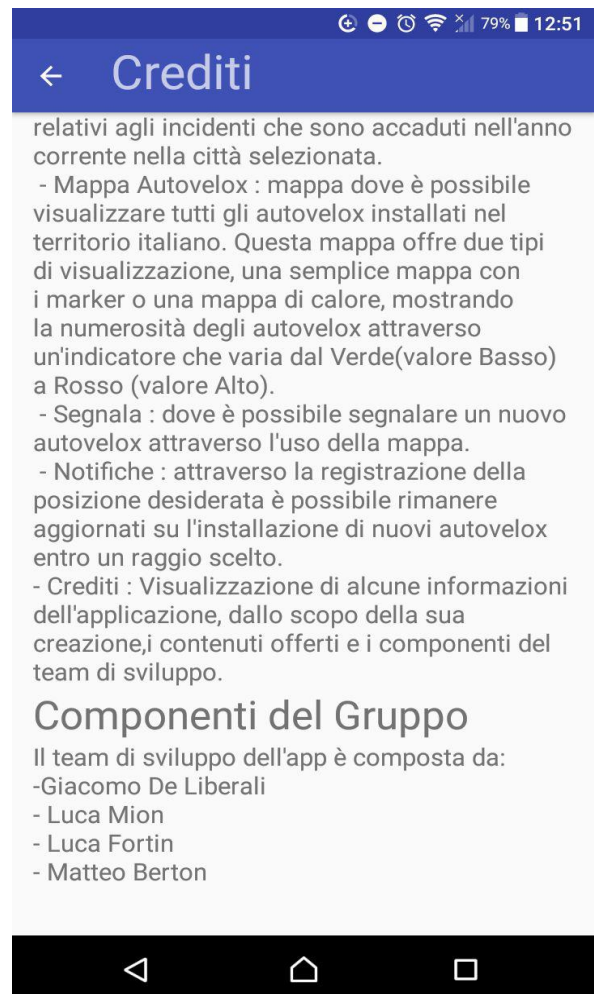 79% 12:51
Crediti
relativi agli incidenti che sono accaduti nell'anno
corrente nella città selezionata.
- Mappa Autovelox : mappa dove è possibile
visualizzare tutti gli autovelox installati nel
territorio italiano. Questa mappa offre due tipi
di visualizzazione, una semplice mappa con
i marker o una mappa di calore, mostrando
la numerosità degli autovelox attraverso
un'indicatore che varia dal Verde(valore Basso)
a Rosso (valore Alto).
- Segnala : dove è possibile segnalare un nuovo
autovelox attraverso l'uso della mappa.
- Notifiche : attraverso la registrazione della
posizione desiderata è possibile rimanere
aggiornati su l'installazione di nuovi autovelox
entro un raggio scelto.
- Crediti : Visualizzazione di alcune informazioni
dell'applicazione, dallo scopo della sua
creazione,i contenuti offerti e i componenti del
team di sviluppo.
Componenti del Gruppo
Il team di sviluppo dell'app è composta da:
-Giacomo De Liberali
- Luca Mion
- Luca Fortin
- Matteo Berton